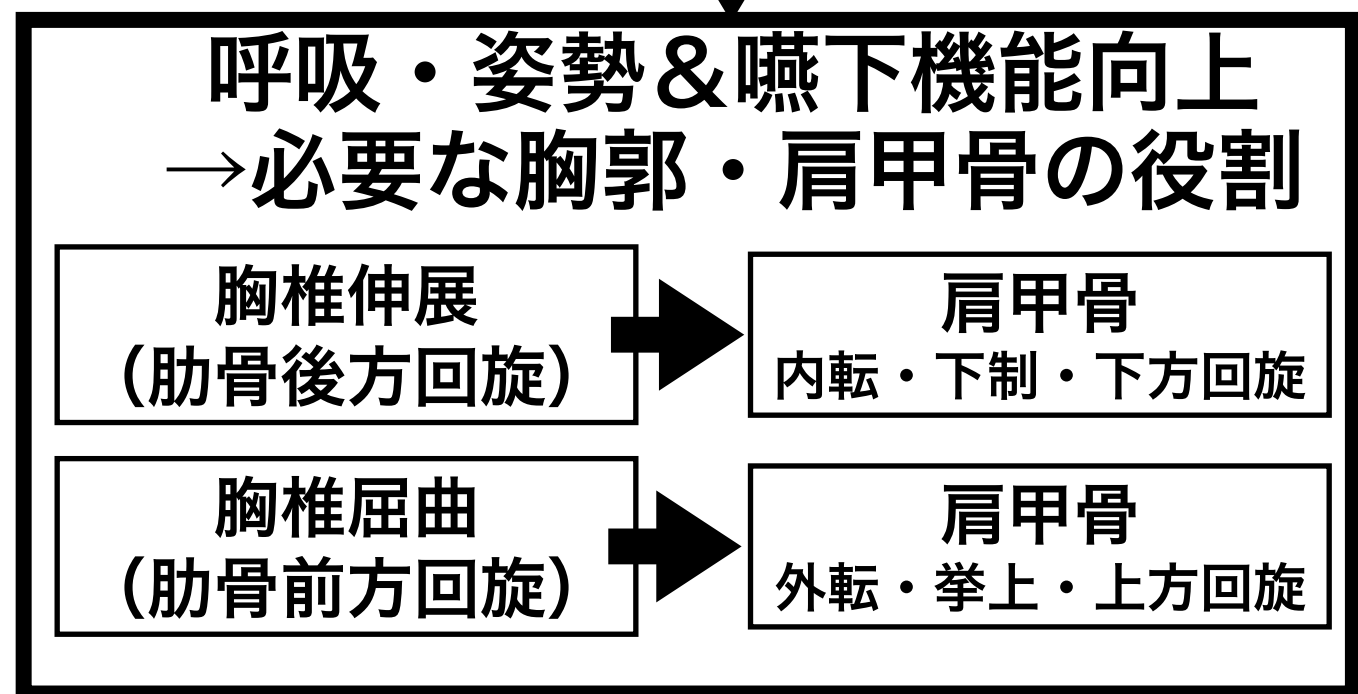 呼吸・姿勢＆嚥下機能向上
→必要な胸郭・肩甲骨の役割
胸椎伸展
（肋骨後方回旋）
肩甲骨
内転・下制・下方回旋
胸椎屈曲
（肋骨前方回旋）
肩甲骨
外転・挙上・上方回旋